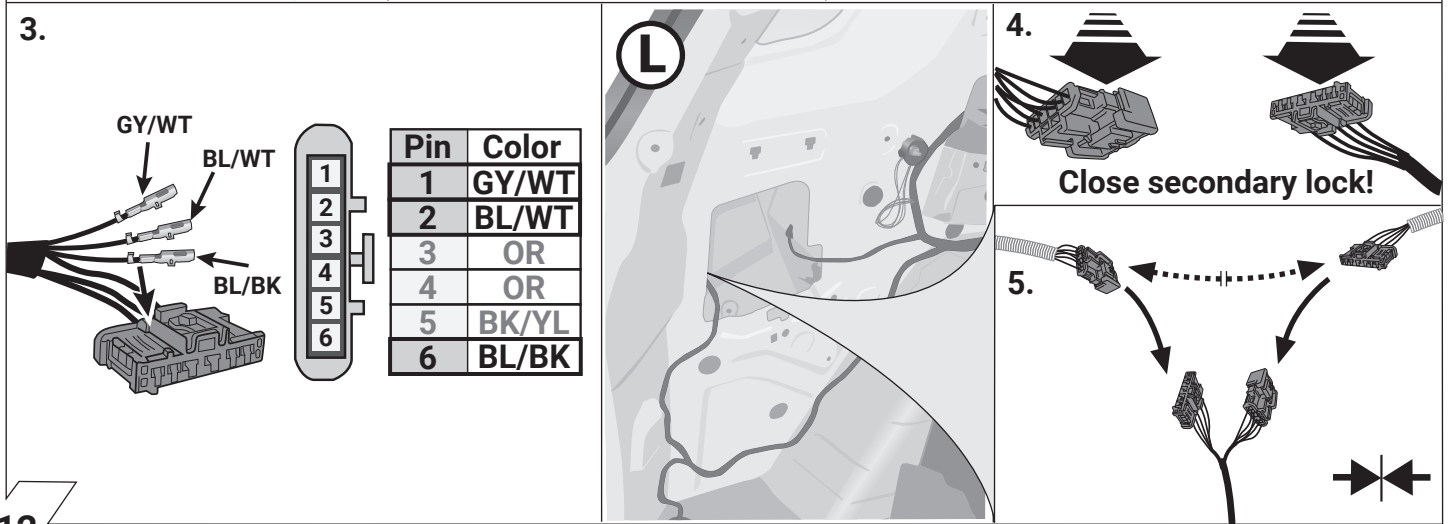 3.
GY/WT
BL/WT
BL/BK
1
2
3
4
5
6
Pin Color
1 GY/WT
2 BL/WT
3 OR
4 OR
5 BK/YL
6 BL/BK
L
4.
Close secondary lock!
5.